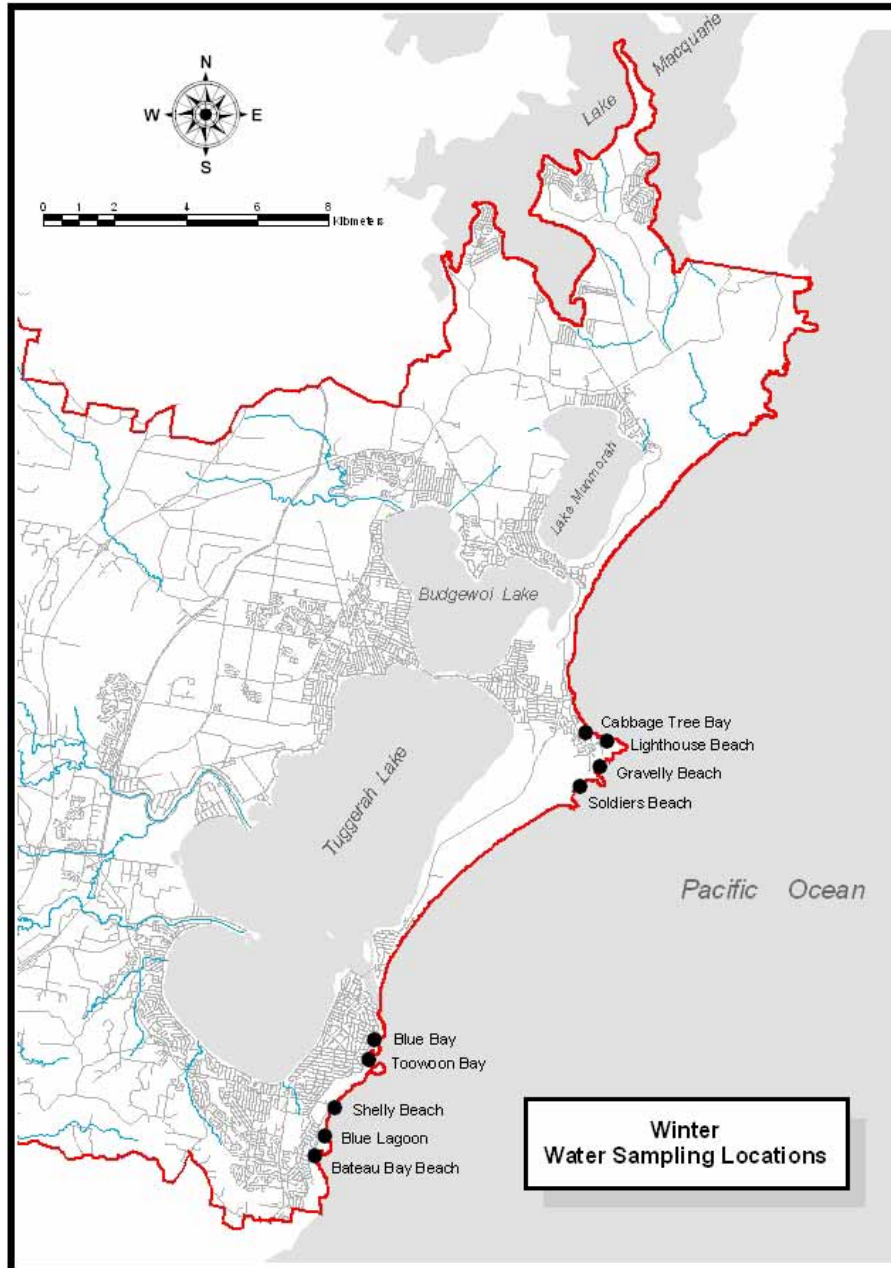 N
W E
S
0 1 2 4 6 8
Kilometers
Lake Macquarie
Lake Munmorah
Budgewoi Lake
Cabbage Tree Bay
Lighthouse Beach
Gravelly Beach
Soldiers Beach
Tuggerah Lake
Pacific Ocean
Blue Bay
Toowoon Bay
Shelly Beach
Blue Lagoon
Bateau Bay Beach
Winter
Water Sampling Locations